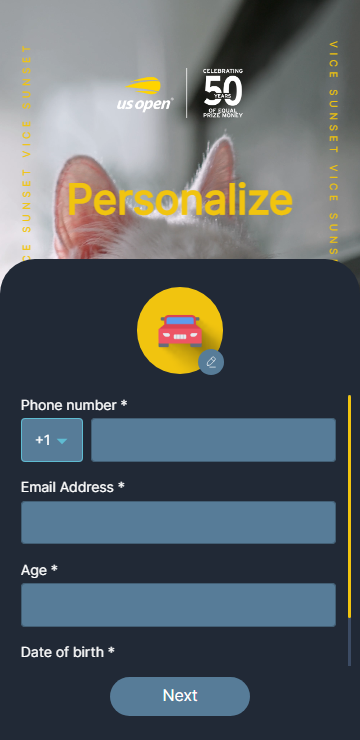 VICE SUNSET VICE SUNSET
CE SUNSET VICE SUNSET
CELEBRATING
50
YEARS
OF EQUAL
PRIZE MONEY
us open
Personalize
Phone number *
+1
Email Address *
Age *
Date of birth *
Next